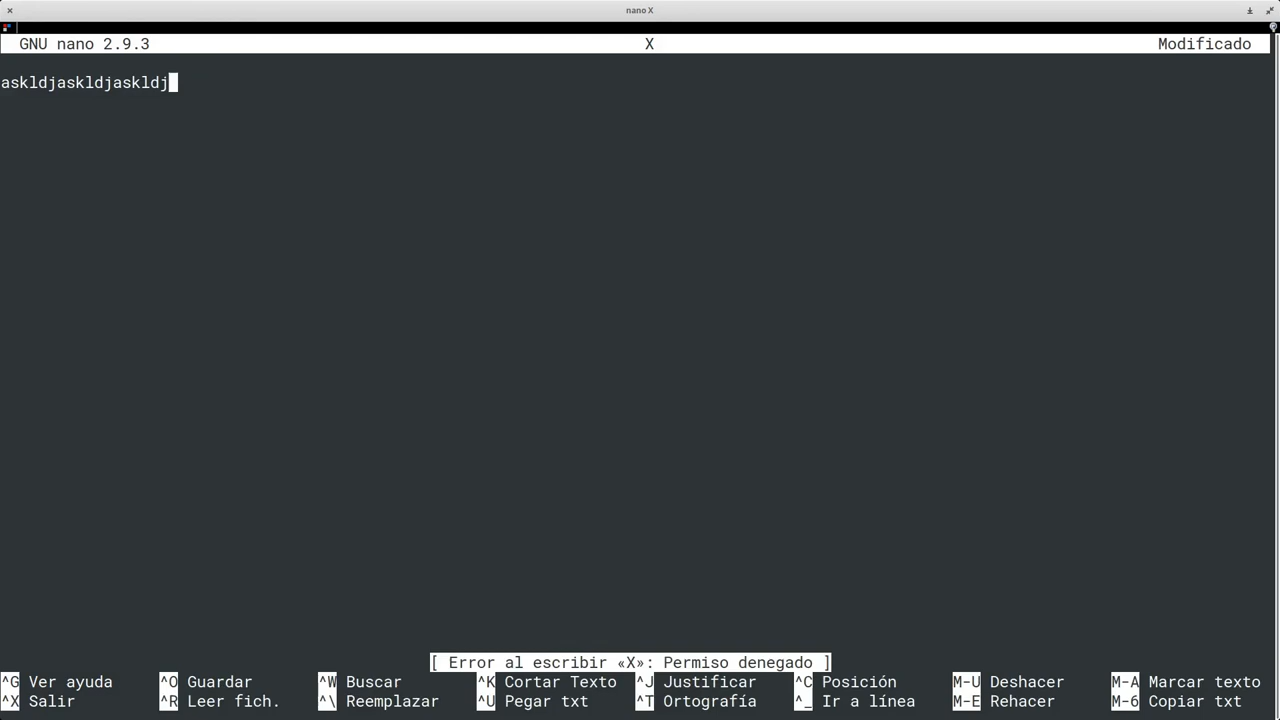 nano X
GNU nano 2.9.3 X Modificado
askldjaskldjaskldj
[ Error al escribir «X»: Permiso denegado ]
^G Ver ayuda ^O Guardar ^W Buscar ^K Cortar Texto ^J Justificar ^C Posición M-U Deshacer M-A Marcar texto
^X Salir ^R Leer fich. ^\ Reemplazar ^U Pegar txt ^T Ortografía ^_ Ir a línea M-E Rehacer M-6 Copiar txt